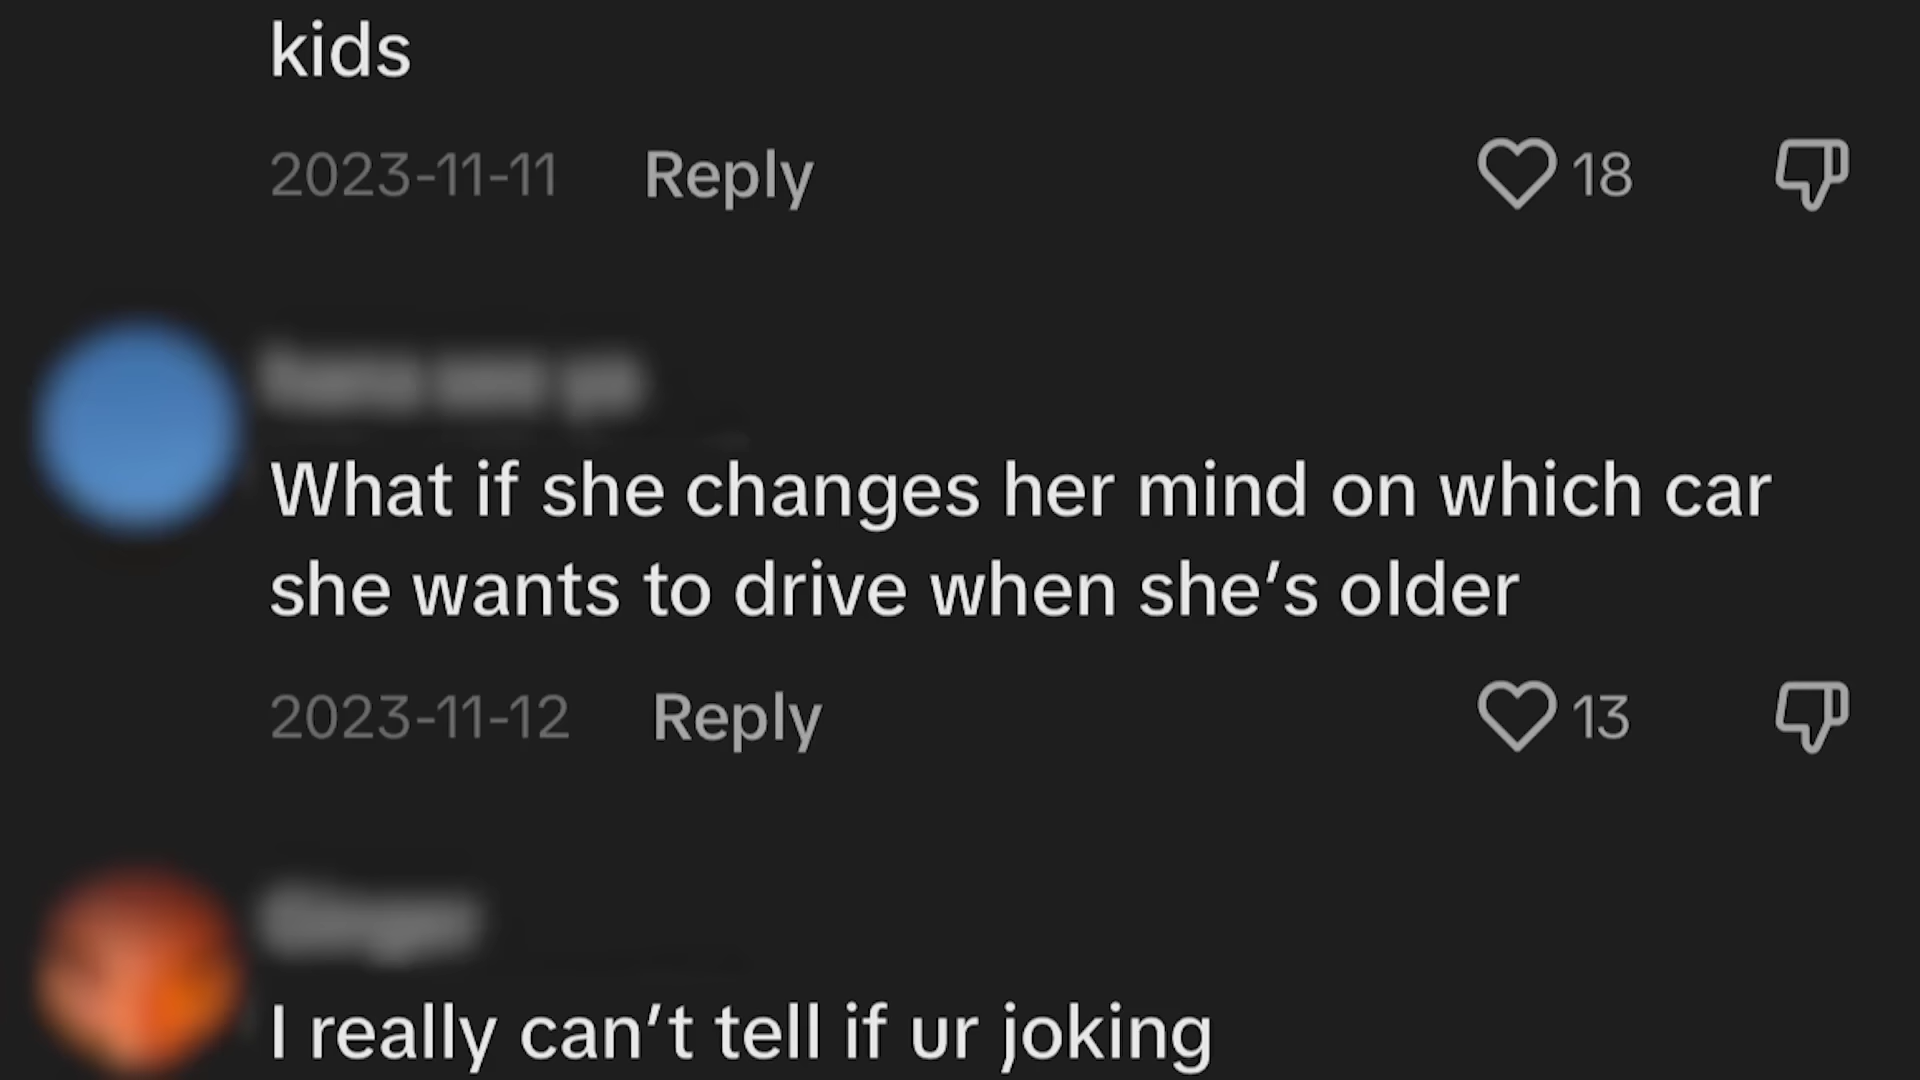 kids
2023-11-11 Reply 18
What if she changes her mind on which car
she wants to drive when she’s older
2023-11-12 Reply 13
I really can’t tell if ur joking